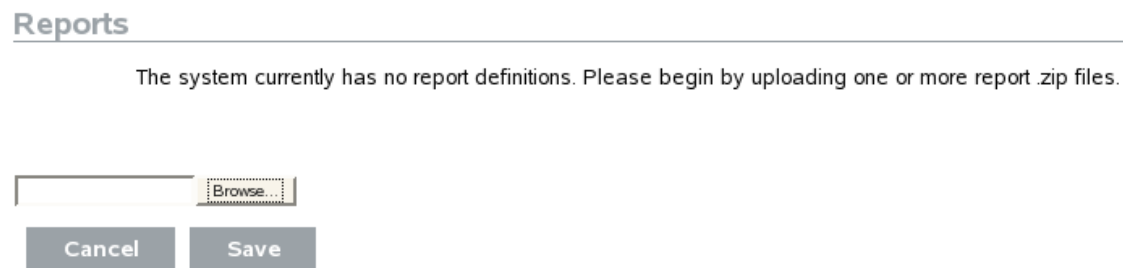 Reports
The system currently has no report definitions. Please begin by uploading one or more report .zip files.
Browse...
Cancel Save